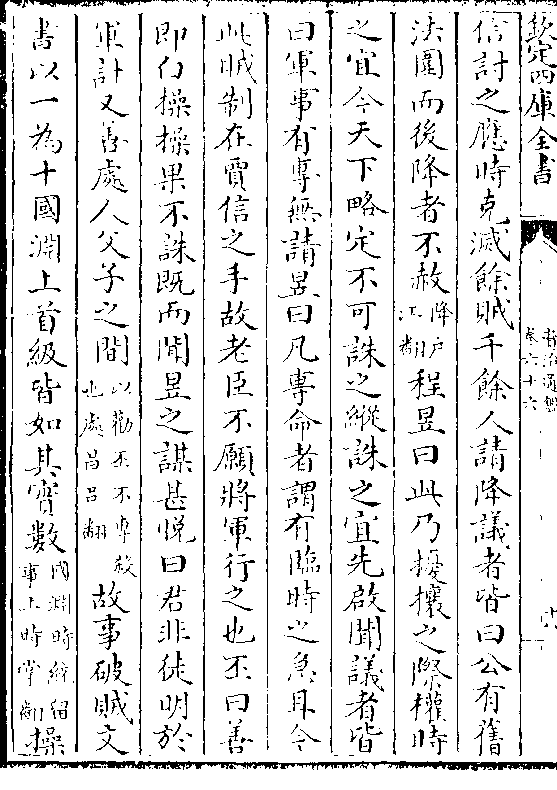 欽定四庫全書
資治通鑑
卷六十六
信討之應時克滅餘賊千餘人請降議者皆曰公有舊
法圍而後降者不赦降户江翻程昱曰此乃擾攘之際權時
之宜今天下略定不可誅之縱誅之宜先啟聞議者皆
曰軍事有專無請昱曰凡專命者謂有臨時之急耳今
此賊制在賈信之手故老臣不願將軍行之也丕曰善
即白操操果不誅既而聞昱之謀甚悦曰君非徒明於
軍計又善處人父子之間以勸丕不專殺也處昌吕翻故事破賊文
書以一為十國淵上首級皆如其實數國淵時統留事上時掌翻操